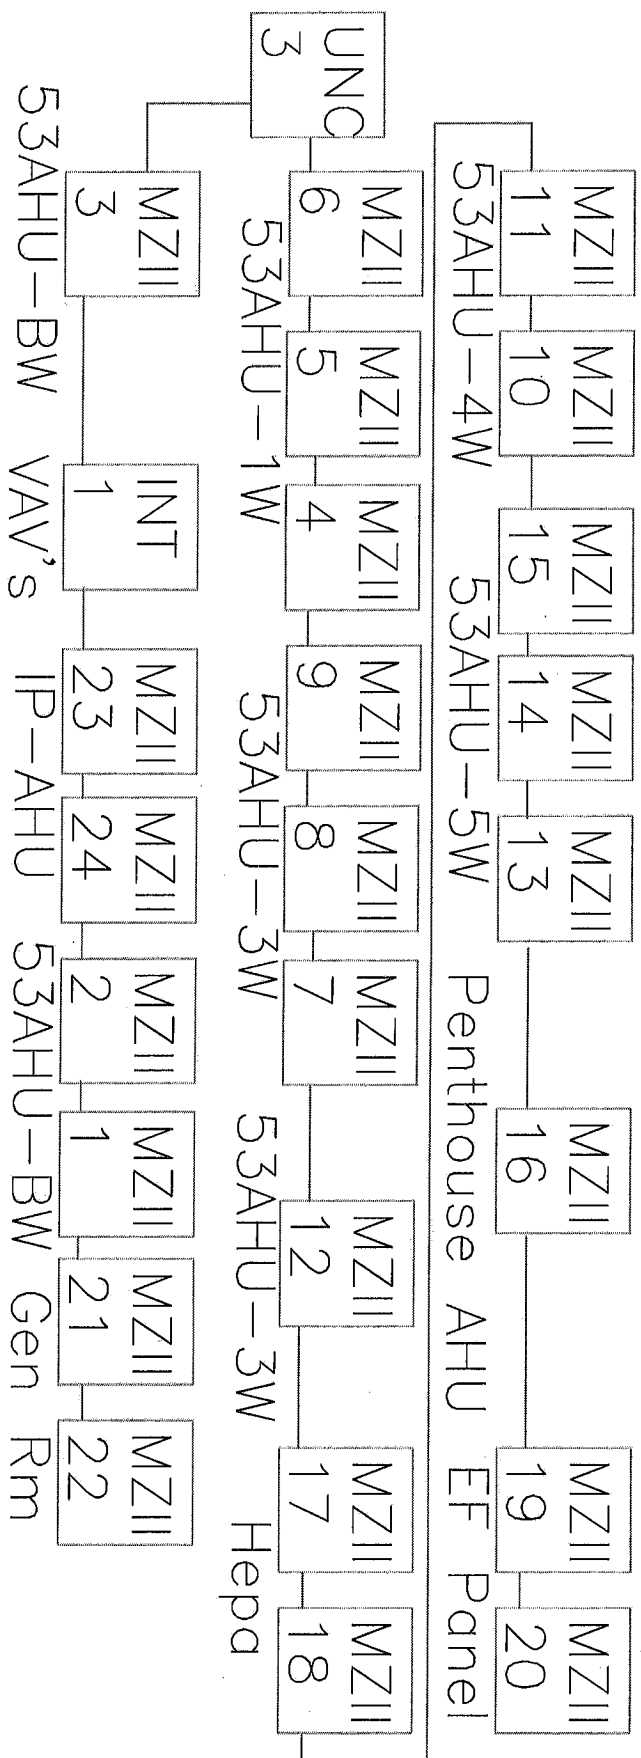 MZII
11
MZII
10
53AHU-4W
MZII
15
MZII
14
MZII
13
53AHU-5W
MZII
16
Penthouse AHU
MZII
19
MZII
20
EF Panel
UNC
3
MZII
6
MZII
5
MZII
4
53AHU-1W
MZII
9
MZII
8
MZII
7
53AHU-3W
MZII
12
53AHU-3W
MZII
17
MZII
18
Hepa
MZII
3
53AHU-BW
INT
1
VAV's
MZII
23
MZII
24
IP-AHU
MZII
2
MZII
1
53AHU-BW
MZII
21
MZII
22
Gen Rm